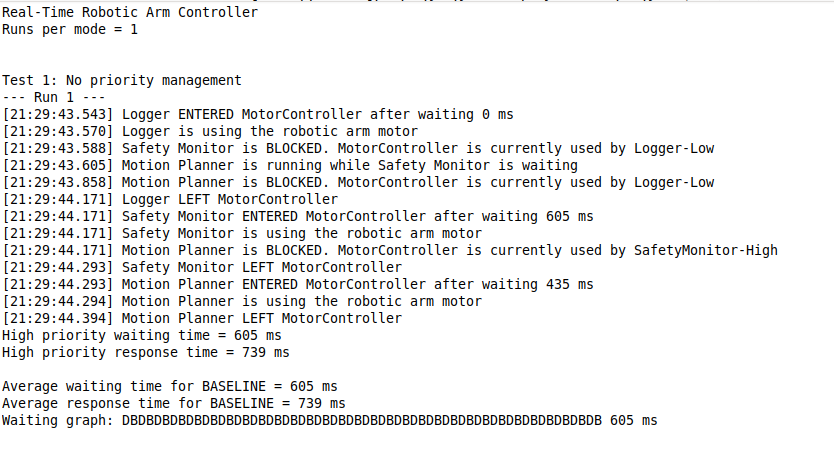 Real-Time Robotic Arm Controller
Runs per mode = 1
Test 1: No priority management
--- Run 1 ---
[21:29:43.543] Logger ENTERED MotorController after waiting 0 ms
[21:29:43.570] Logger is using the robotic arm motor
[21:29:43.588] Safety Monitor is BLOCKED. MotorController is currently used by Logger-Low
[21:29:43.605] Motion Planner is running while Safety Monitor is waiting
[21:29:43.858] Motion Planner is BLOCKED. MotorController is currently used by Logger-Low
[21:29:44.171] Logger LEFT MotorController
[21:29:44.171] Safety Monitor ENTERED MotorController after waiting 605 ms
[21:29:44.171] Safety Monitor is using the robotic arm motor
[21:29:44.171] Motion Planner is BLOCKED. MotorController is currently used by SafetyMonitor-High
[21:29:44.293] Safety Monitor LEFT MotorController
[21:29:44.293] Motion Planner ENTERED MotorController after waiting 435 ms
[21:29:44.294] Motion Planner is using the robotic arm motor
[21:29:44.394] Motion Planner LEFT MotorController
High priority waiting time = 605 ms
High priority response time = 739 ms
Average waiting time for BASELINE = 605 ms
Average response time for BASELINE = 739 ms
Waiting graph: DBDBDBDBDBDBDBDBDBDBDBDBDBDBDBDBDBDBDBDBDBDBDBDBDBDBDBDBDBDB 605 ms